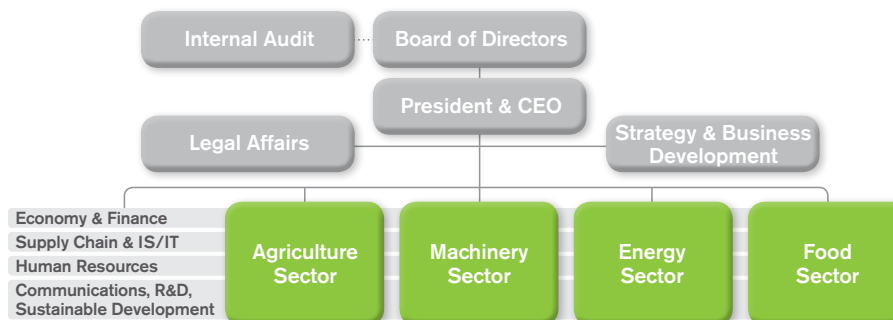 Internal Audit
Board of Directors
President & CEO
Legal Affairs
Strategy & Business
Development
Economy & Finance
Supply Chain & IS/IT
Human Resources
Communications, R&D,
Sustainable Development
Agriculture
Sector
Machinery
Sector
Energy
Sector
Food
Sector